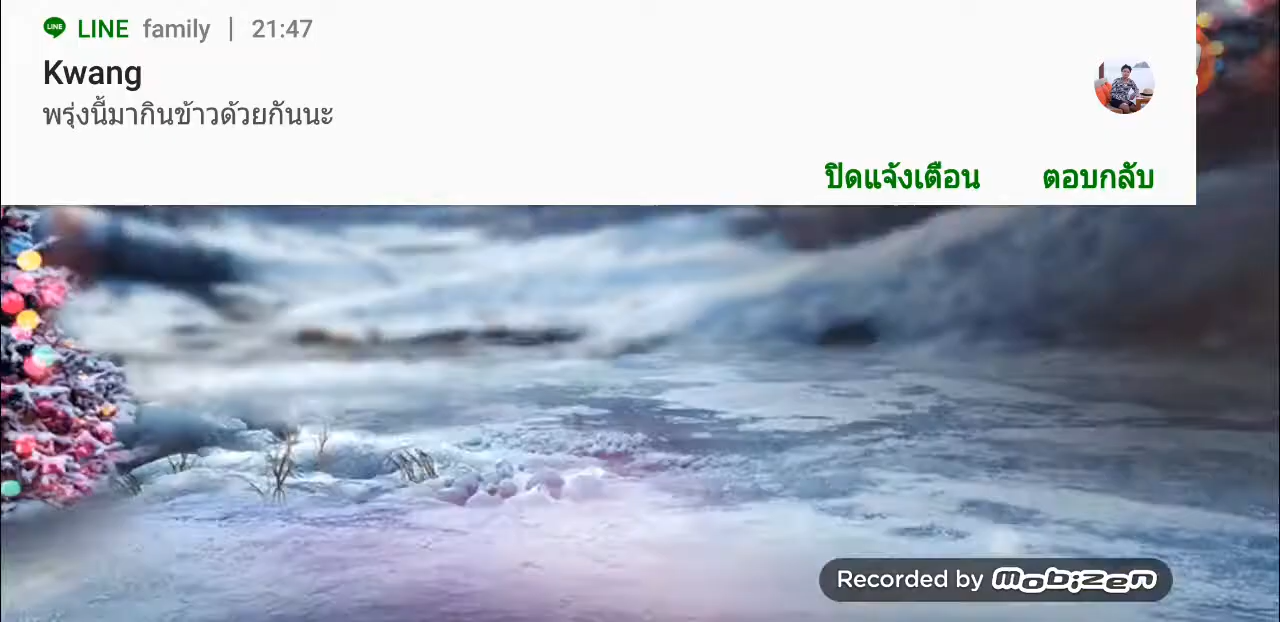 LINE LINE family | 21:47
Kwang
พรุ่งนี้มากินข้าวด้วยกันนะ
ปิดแจ้งเตือน ตอบกลับ
Recorded by mobizen